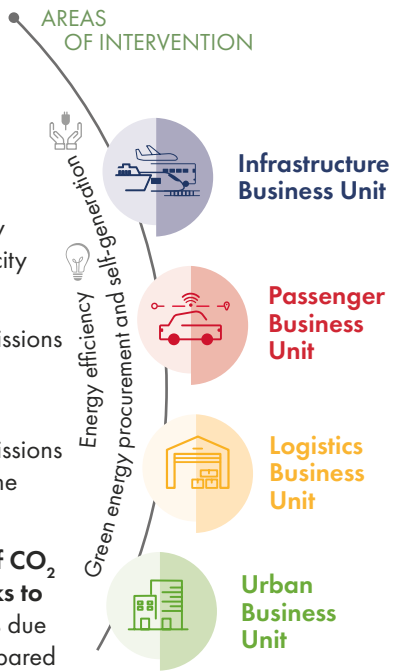 AREAS
OF INTERVENTION
Green energy procurement and self-generation
Energy efficiency
Infrastructure
Business Unit
Passenger
Business
Unit
Logistics
Business
Unit
Urban
Business
Unit
y
city
issions
issions
ne
f CO₂
ks to
s due
pared